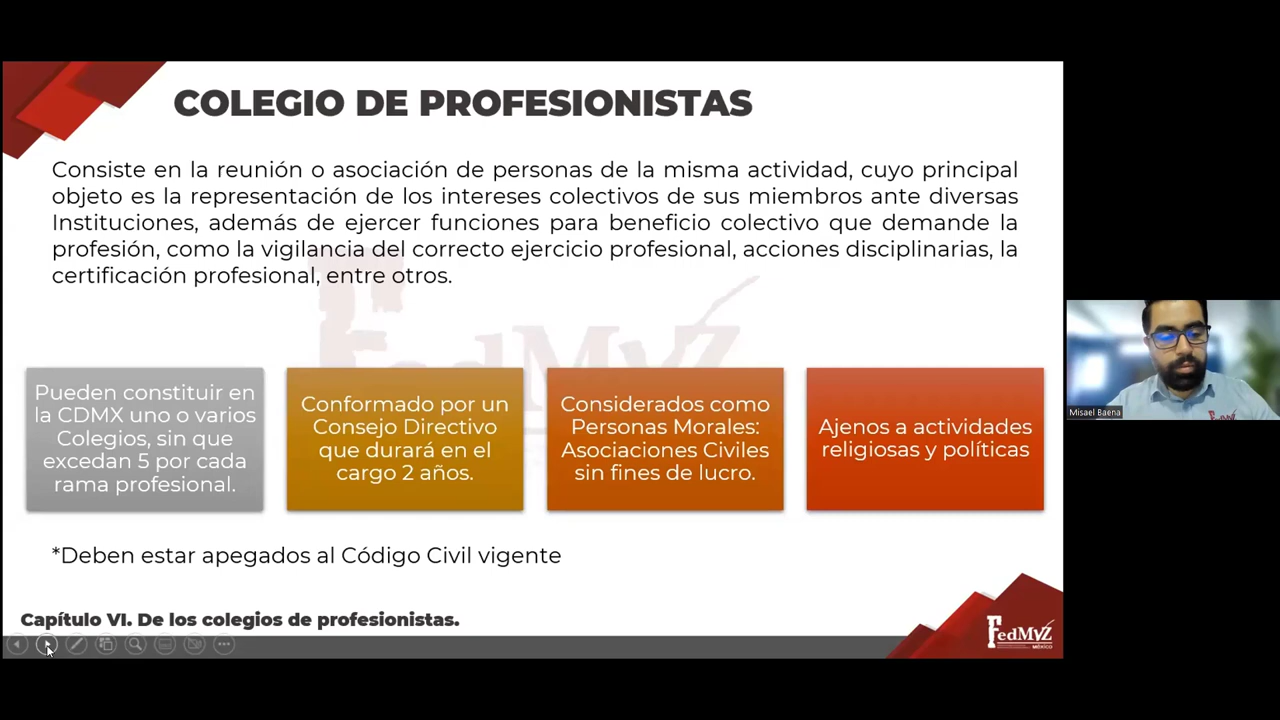 COLEGIO DE PROFESIONISTAS
Consiste en la reunión o asociación de personas de la misma actividad, cuyo principal
objeto es la representación de los intereses colectivos de sus miembros ante diversas
Instituciones, además de ejercer funciones para beneficio colectivo que demande la
profesión, como la vigilancia del correcto ejercicio profesional, acciones disciplinarias, la
certificación profesional, entre otros.
FedMVZ
Pueden constituir en
la CDMX uno o varios
Colegios, sin que
excedan 5 por cada
rama profesional.
Conformado por un
Consejo Directivo
que durará en el
cargo 2 años.
Considerados como
Personas Morales:
Asociaciones Civiles
sin fines de lucro.
Ajenos a actividades
religiosas y políticas
Misael Baena
*Deben estar apegados al Código Civil vigente
Capítulo VI. De los colegios de profesionistas.
FedMVZ
MÉXICO